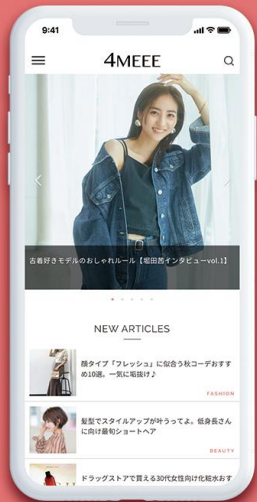 9:41
4MEEE
古着好きモデルのおしゃれルール【堀田茜インタビューvol.1】
NEW ARTICLES
顔タイプ「フレッシュ」に似合う秋コーデおすす
め10選。一気に垢抜け♪
FASHION
髪型でスタイルアップが叶うってよ。低身長さん
に向け最旬ショートヘア
BEAUTY
ドラッグストアで買える30代女性向け化粧水おす